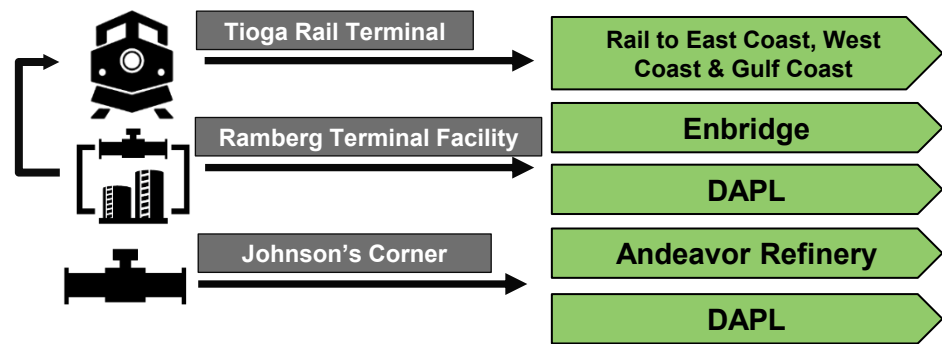 Tioga Rail Terminal
Rail to East Coast, West
Coast & Gulf Coast
Ramberg Terminal Facility
Enbridge
DAPL
Johnson's Corner
Andeavor Refinery
DAPL